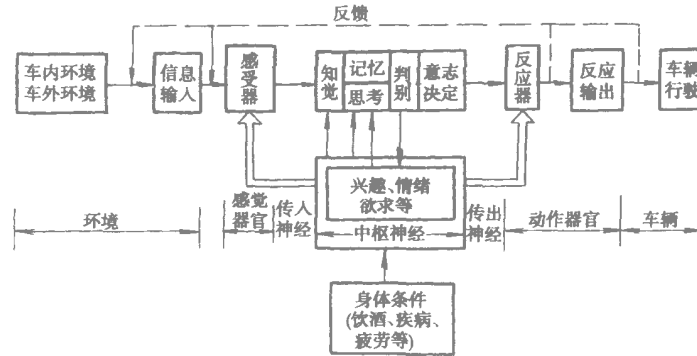 反馈
车内环境
车外环境
信息
输入
感
受
器
知
觉
记忆
思考
判
别
意志
决定
反
应
器
反应
输出
车辆
行驶
兴趣、情绪
欲求等
环境
感觉
器官
传入
神经
中枢神经
传出
神经
动作器官
车辆
身体条件
(饮酒、疾病、
疲劳等)